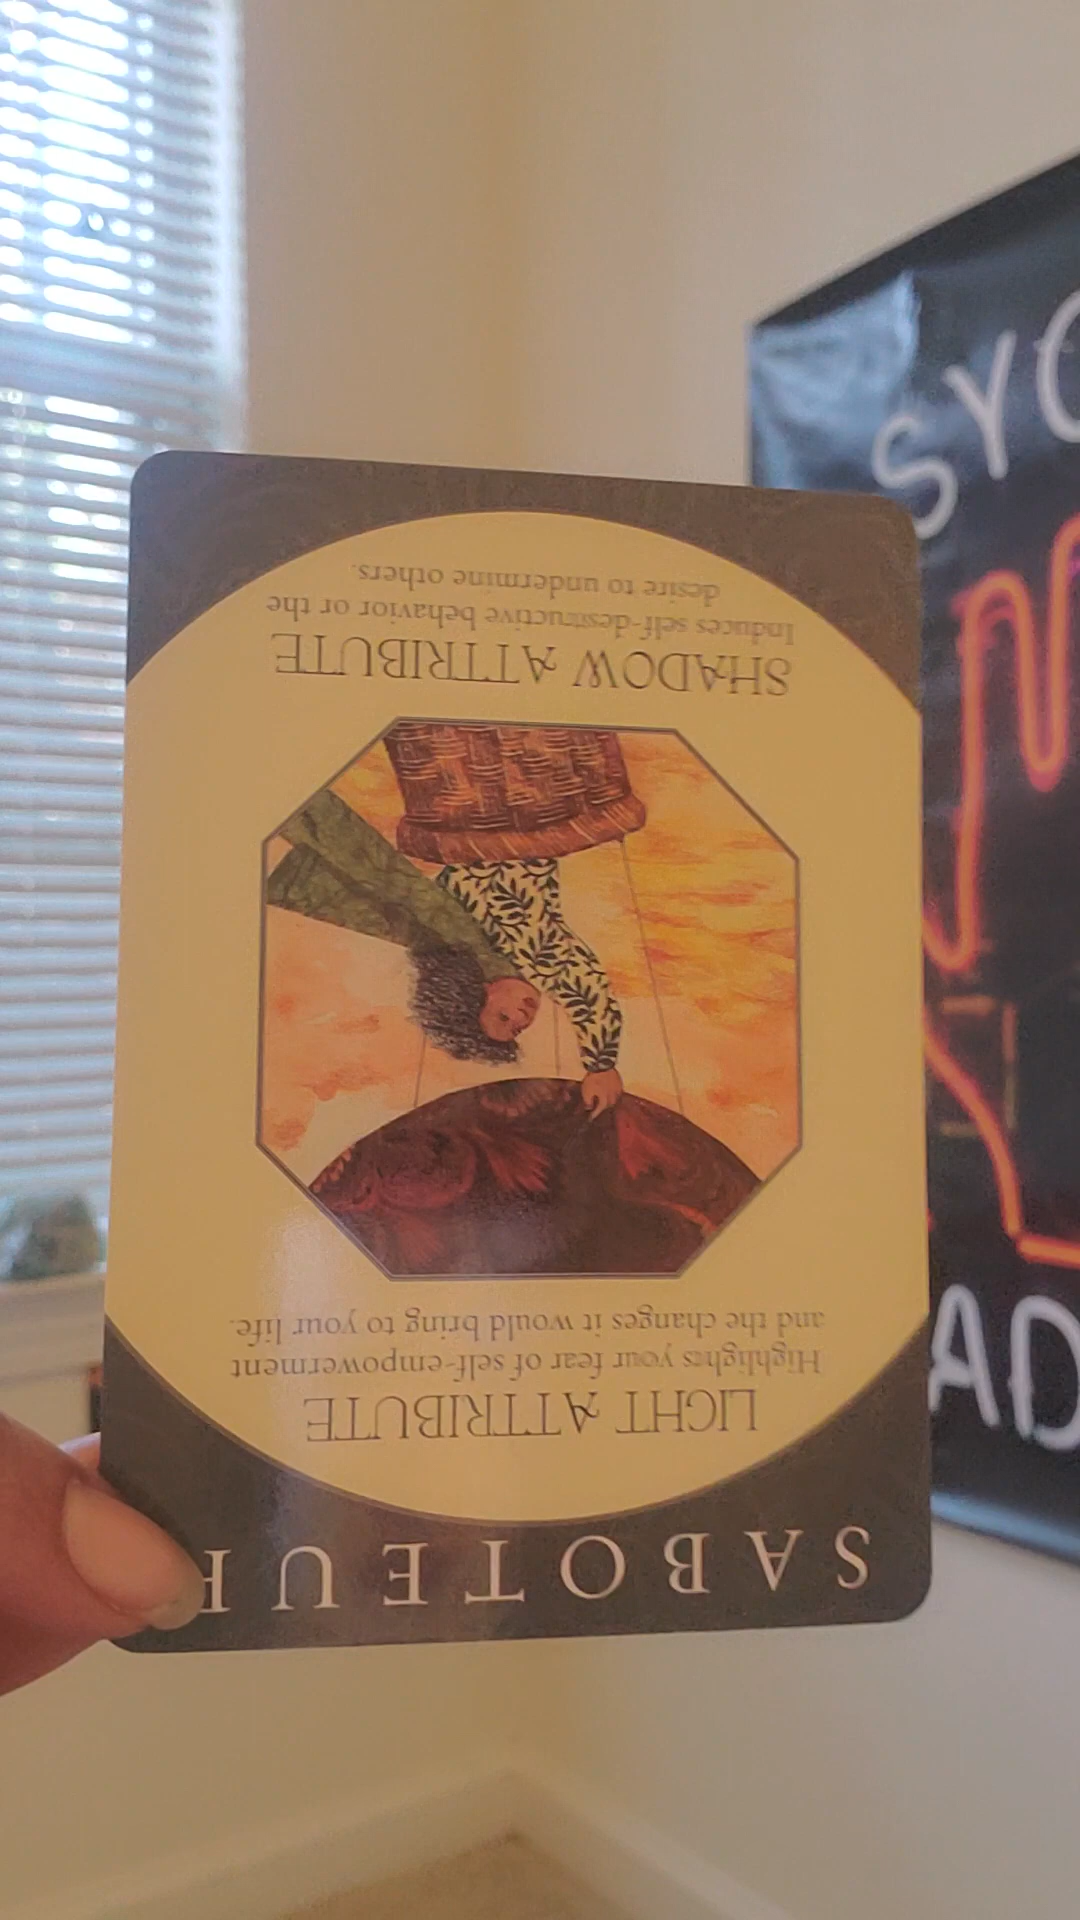 SABOTEUR
LIGHT ATTRIBUTE
Highlights your fear of self-empowerment
and the changes it would bring to your life.
SHADOW ATTRIBUTE
Induces self-destructive behavior or the
desire to undermine others.
SYC
AD